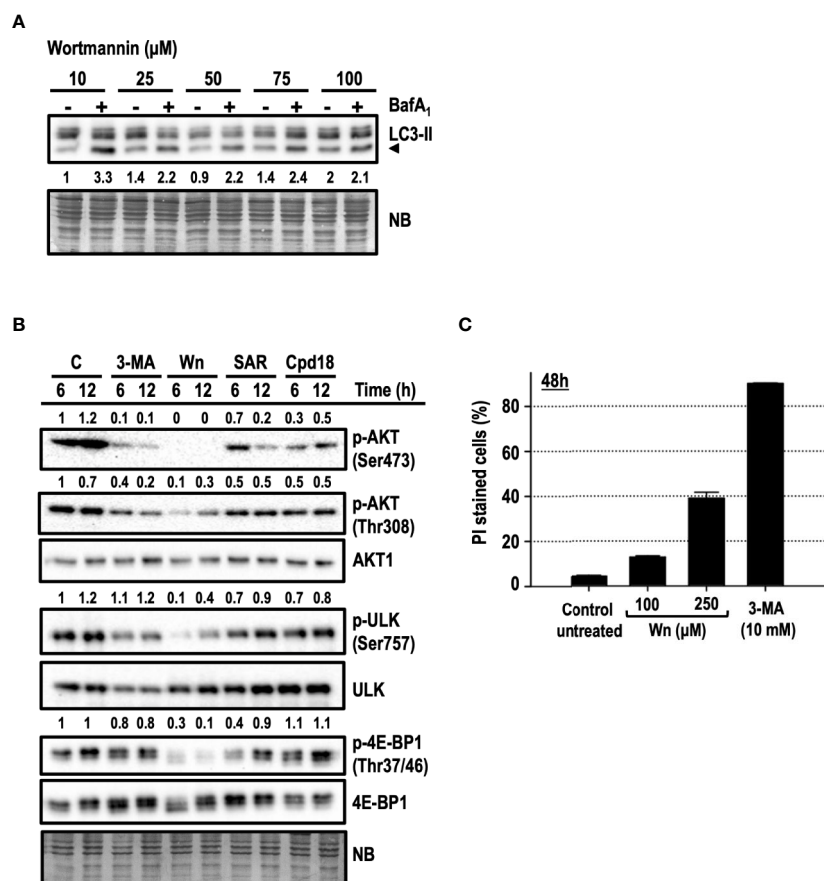 A
Wortmannin (µM)
10 25 50 75 100
- + - + - + - + - + BafA1
LC3-II
1 3.3 1.4 2.2 0.9 2.2 1.4 2.4 2 2.1
NB
B
C 3-MA Wn SAR Cpd18
6 12 6 12 6 12 6 12 6 12 Time (h)
1 1.2 0.1 0.1 0 0 0.7 0.2 0.3 0.5
p-AKT
(Ser473)
1 0.7 0.4 0.2 0.1 0.3 0.5 0.5 0.5 0.5
p-AKT
(Thr308)
AKT1
1 1.2 1.1 1.2 0.1 0.4 0.7 0.9 0.7 0.8
p-ULK
(Ser757)
ULK
1 1 0.8 0.8 0.3 0.1 0.4 0.9 1.1 1.1
p-4E-BP1
(Thr37/46)
4E-BP1
NB
C
48h
PI stained cells (%)
80
60
40
20
0
Control
untreated
100 250
Wn (µM)
3-MA
(10 mM)